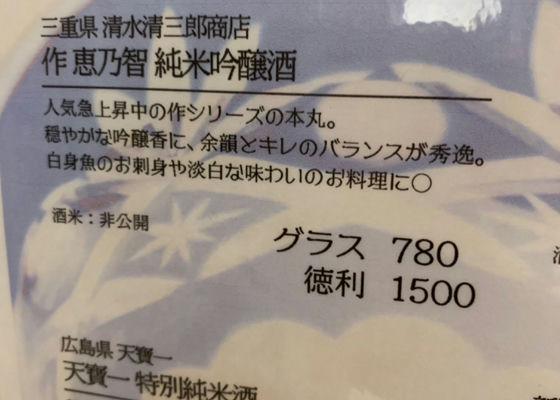 三重県 清水清三郎商店
作 恵乃智 純米吟醸酒
人気急上昇中の作シリーズの本丸。
穏やかな吟醸香に、余韻とキレのバランスが秀逸。
白身魚のお刺身や淡白な味わいのお料理に〇
酒米：非公開
グラス 780
徳利 1500
広島県 天寶一
天寶一 特別純米酒